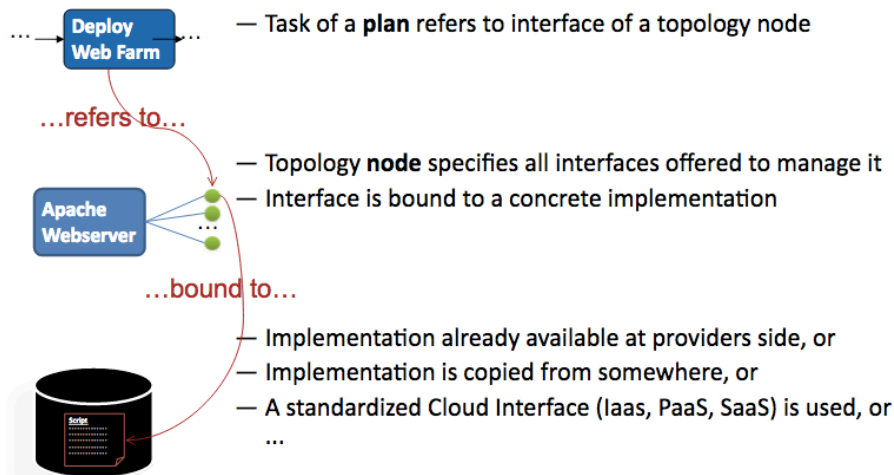 ... Deploy Web Farm ...
— Task of a plan refers to interface of a topology node
...refers to...
— Topology node specifies all interfaces offered to manage it
— Interface is bound to a concrete implementation
Apache
Webserver
...
...bound to...
— Implementation already available at providers side, or
— Implementation is copied from somewhere, or
— A standardized Cloud Interface (Iaas, PaaS, SaaS) is used, or
...
Script